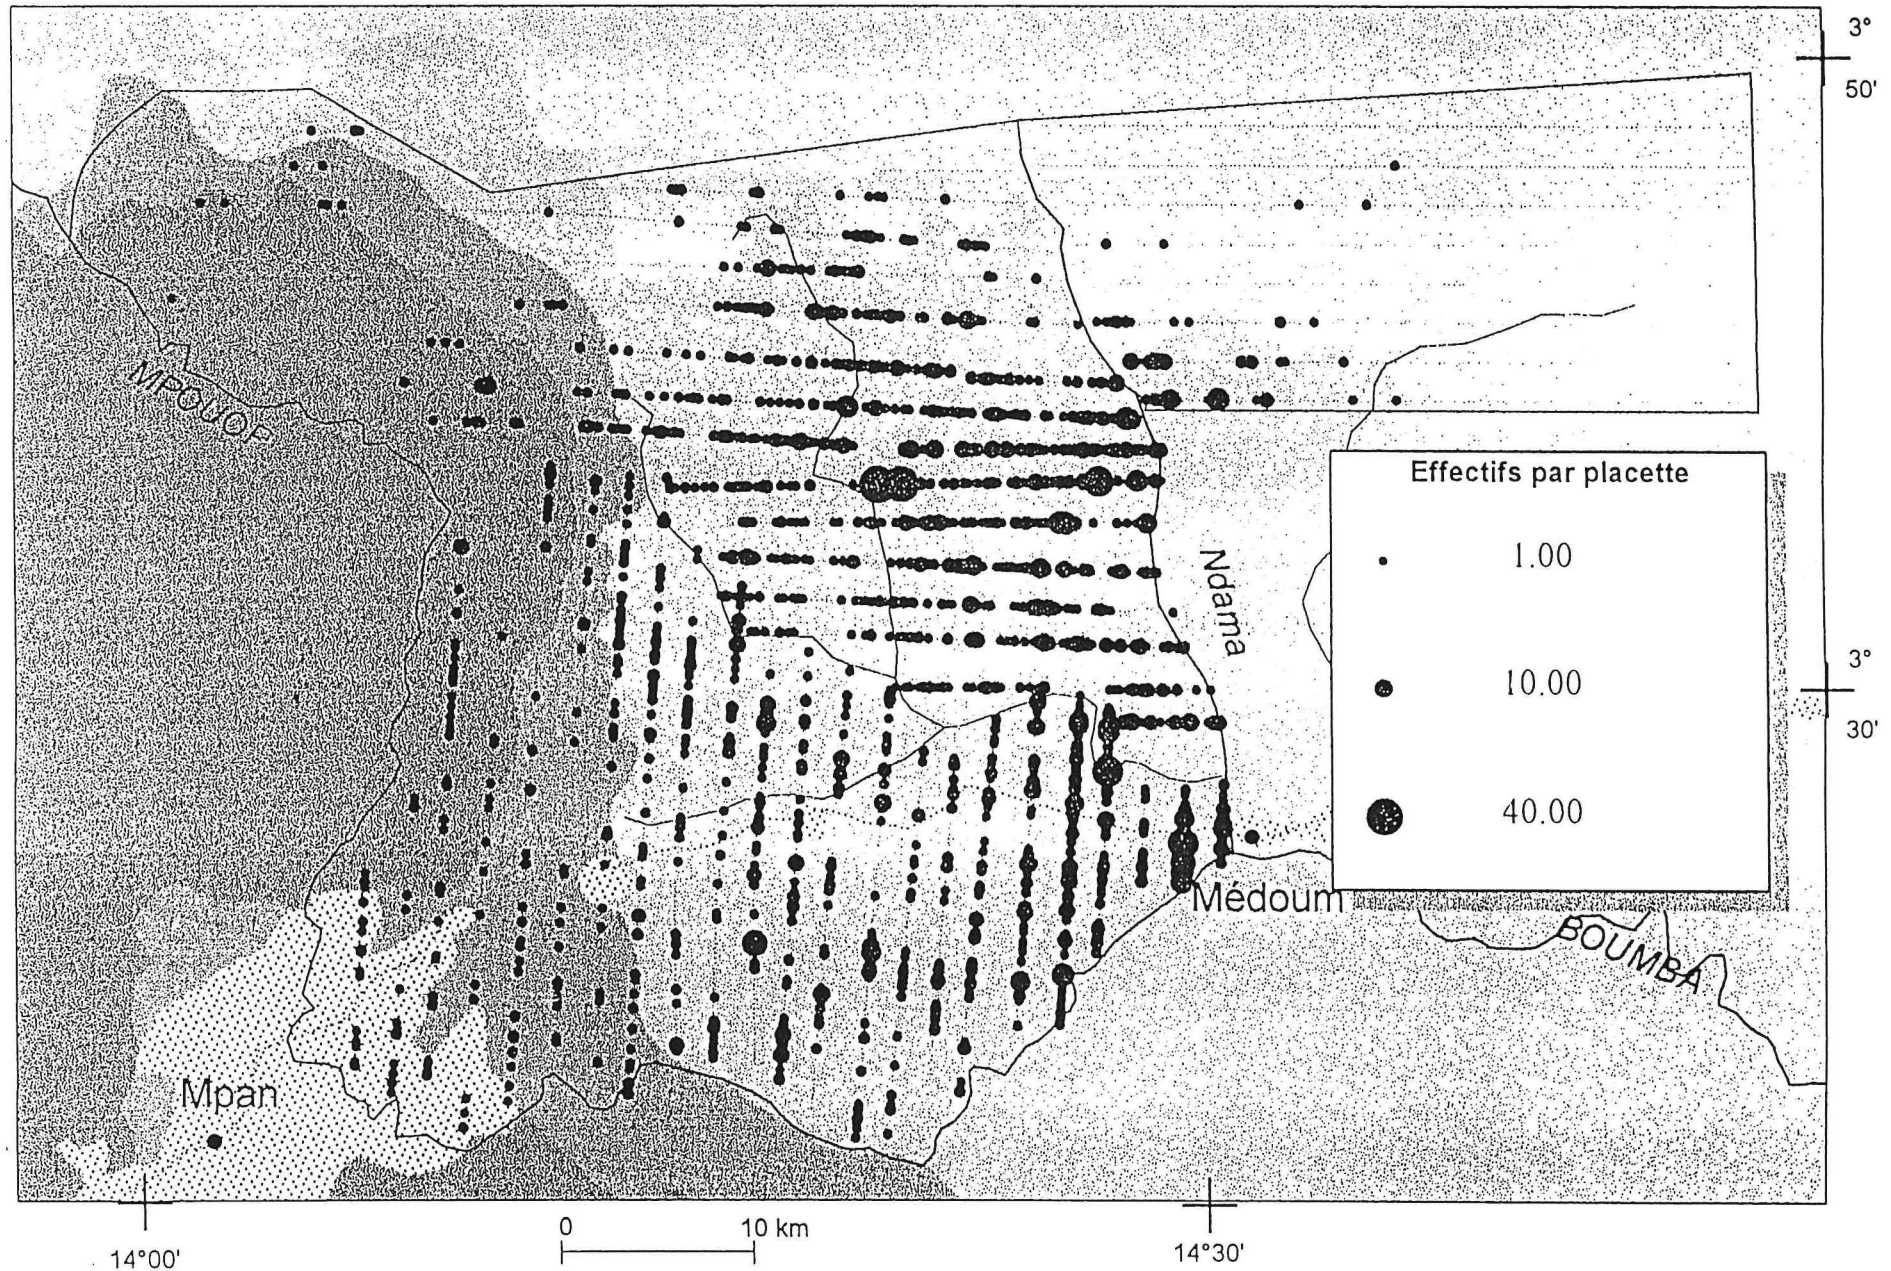 3°
50'
MPOUOP
Effectifs par placette
1.00
Ndama
10.00
3°
30'
40.00
Médoum
BOUMBA
Mpan
0 10 km
14°00' 14°30'